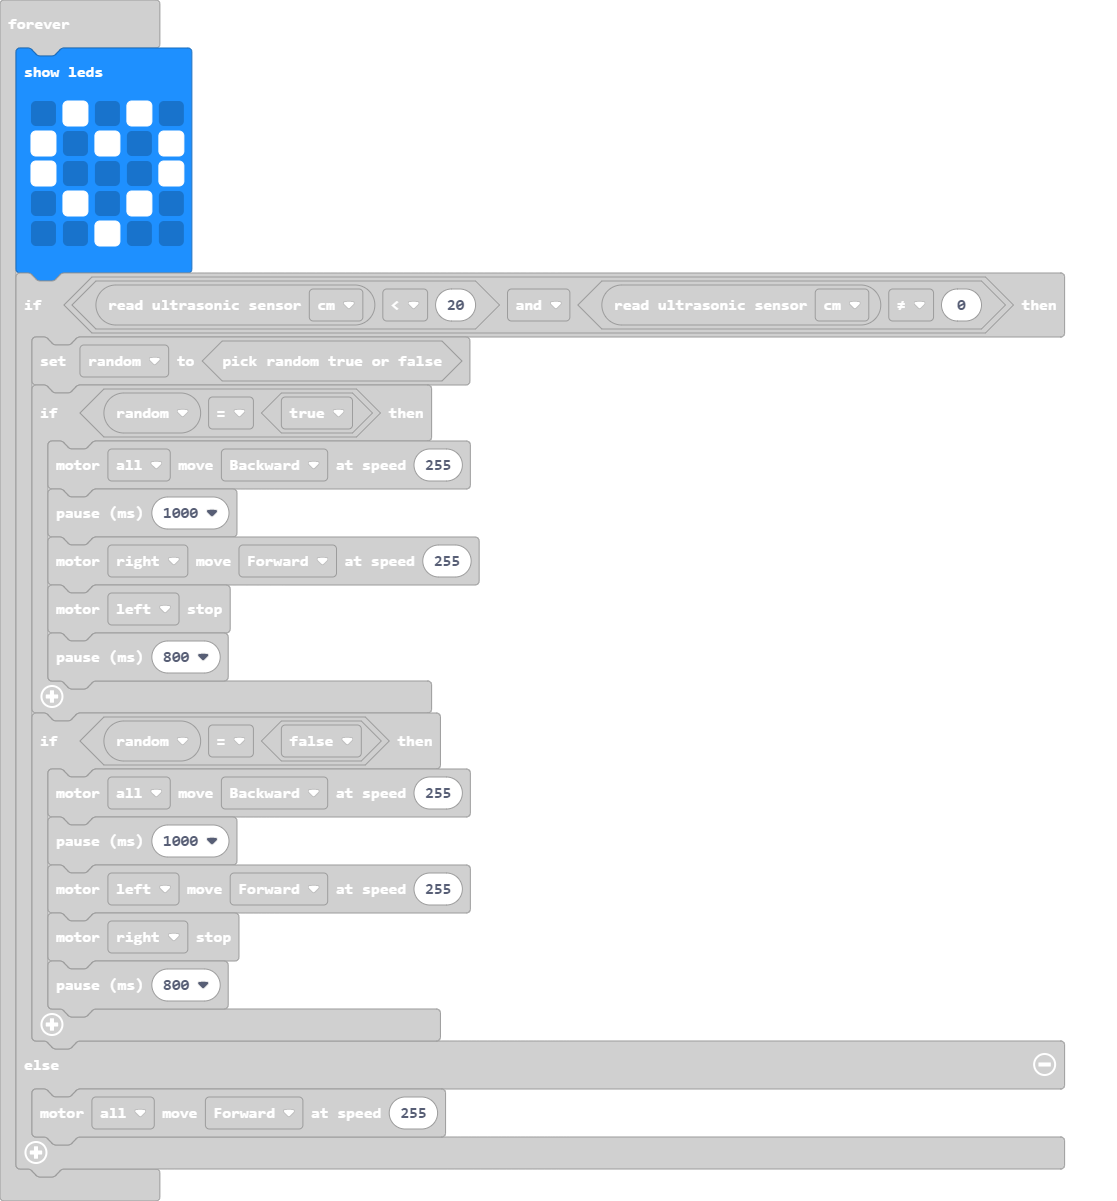 forever
show leds
if read ultrasonic sensor cm < 20 and read ultrasonic sensor cm ≠ 0 then
set random to pick random true or false
if random = true then
motor all move Backward at speed 255
pause (ms) 1000
motor right move Forward at speed 255
motor left stop
pause (ms) 800
if random = false then
motor all move Backward at speed 255
pause (ms) 1000
motor left move Forward at speed 255
motor right stop
pause (ms) 800
else
motor all move Forward at speed 255